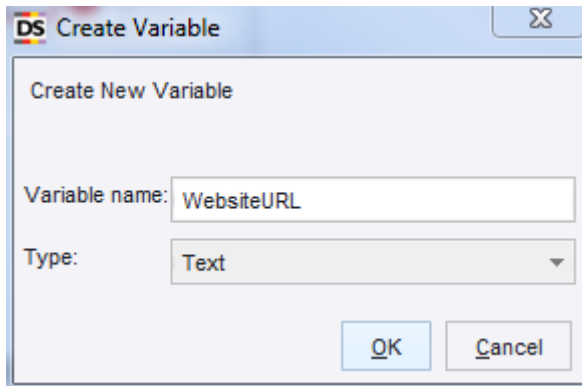 DS Create Variable
Create New Variable
Variable name: WebsiteURL
Type: Text
OK Cancel